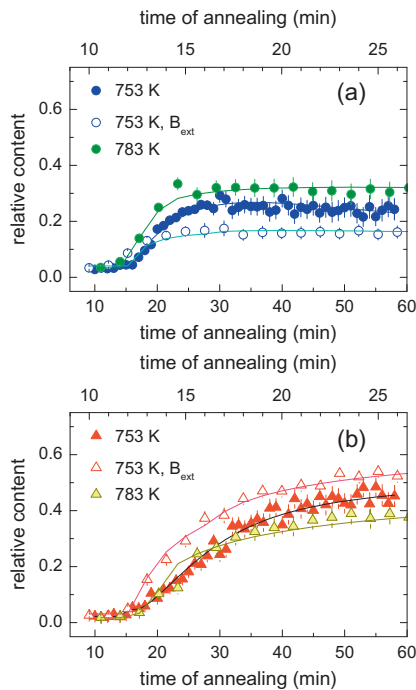 time of annealing (min)
10 15 20 25
(a)
753 K
753 K, B_ext
783 K
relative content
0.6
0.4
0.2
0.0
10 20 30 40 50 60
time of annealing (min)
time of annealing (min)
10 15 20 25
(b)
753 K
753 K, B_ext
783 K
relative content
0.6
0.4
0.2
0.0
10 20 30 40 50 60
time of annealing (min)